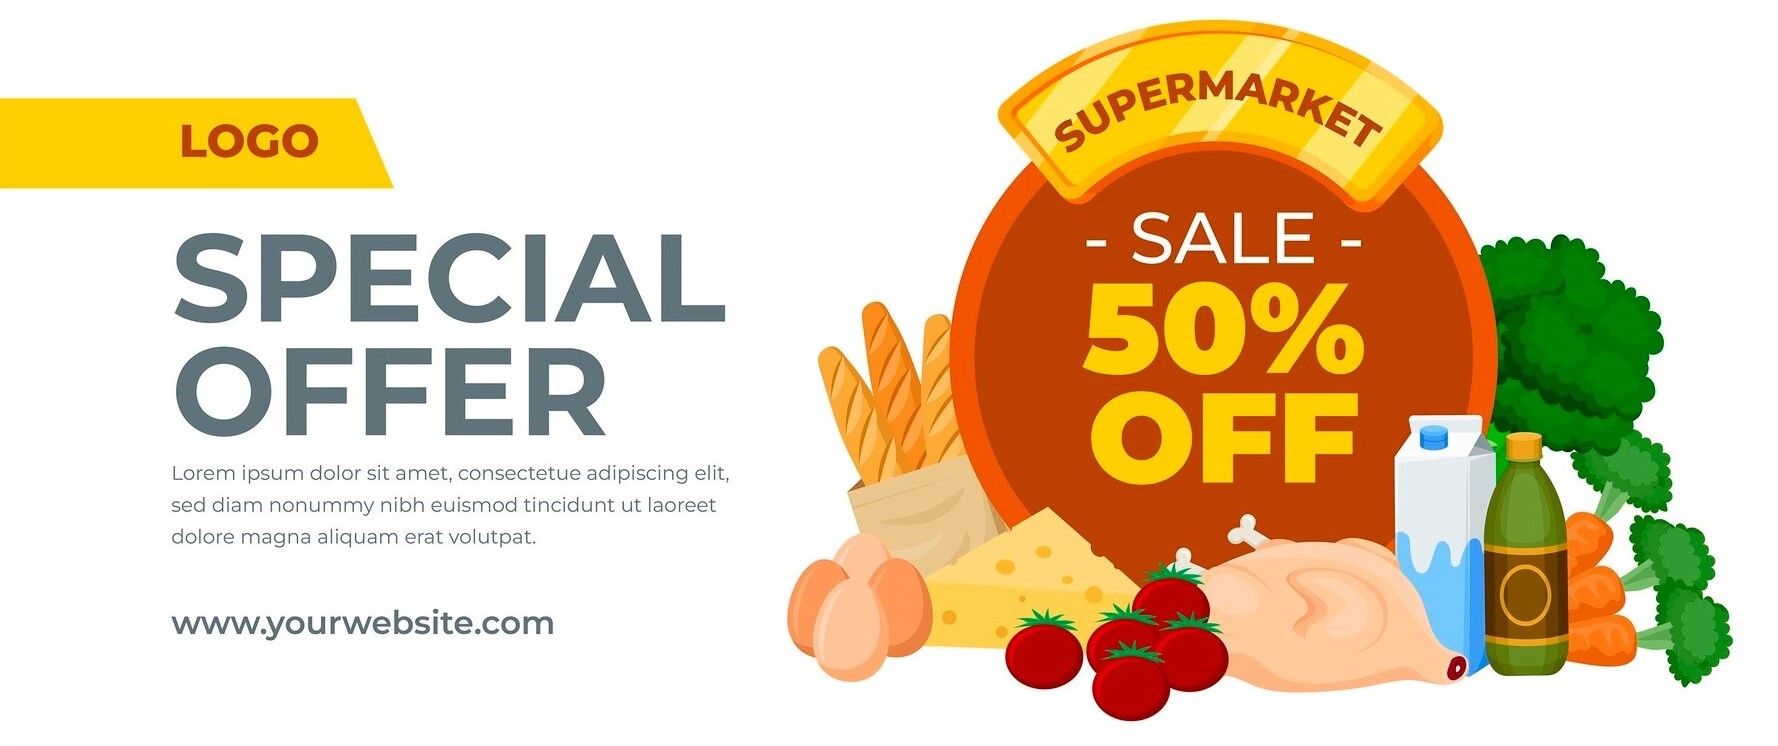 LOGO
SPECIAL
OFFER
Lorem ipsum dolor sit amet, consectetue adipiscing elit,
sed diam nonummy nibh euismod tincidunt ut laoreet
dolore magna aliquam erat volutpat.
www.yourwebsite.com
SUPERMARKET
- SALE -
50%
OFF